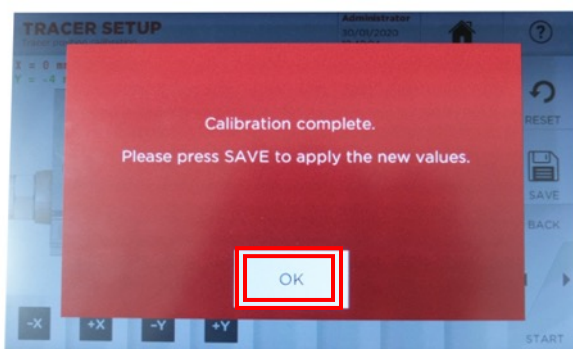 TRACER SETUP
Administrator
30/01/2020
X = 0 m
Y = -4
?
RESET
Calibration complete.
Please press SAVE to apply the new values.
SAVE
BACK
OK
-X
+X
-Y
+Y
START